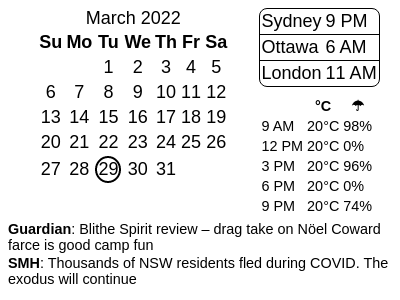 March 2022
Su Mo Tu We Th Fr Sa
1 2 3 4 5
6 7 8 9 10 11 12
13 14 15 16 17 18 19
20 21 22 23 24 25 26
27 28 29 30 31
Sydney 9 PM
Ottawa 6 AM
London 11 AM
°C ☂
9 AM 20°C 98%
12 PM 20°C 0%
3 PM 20°C 96%
6 PM 20°C 0%
9 PM 20°C 74%
Guardian: Blithe Spirit review – drag take on Nöel Coward
farce is good camp fun
SMH: Thousands of NSW residents fled during COVID. The
exodus will continue